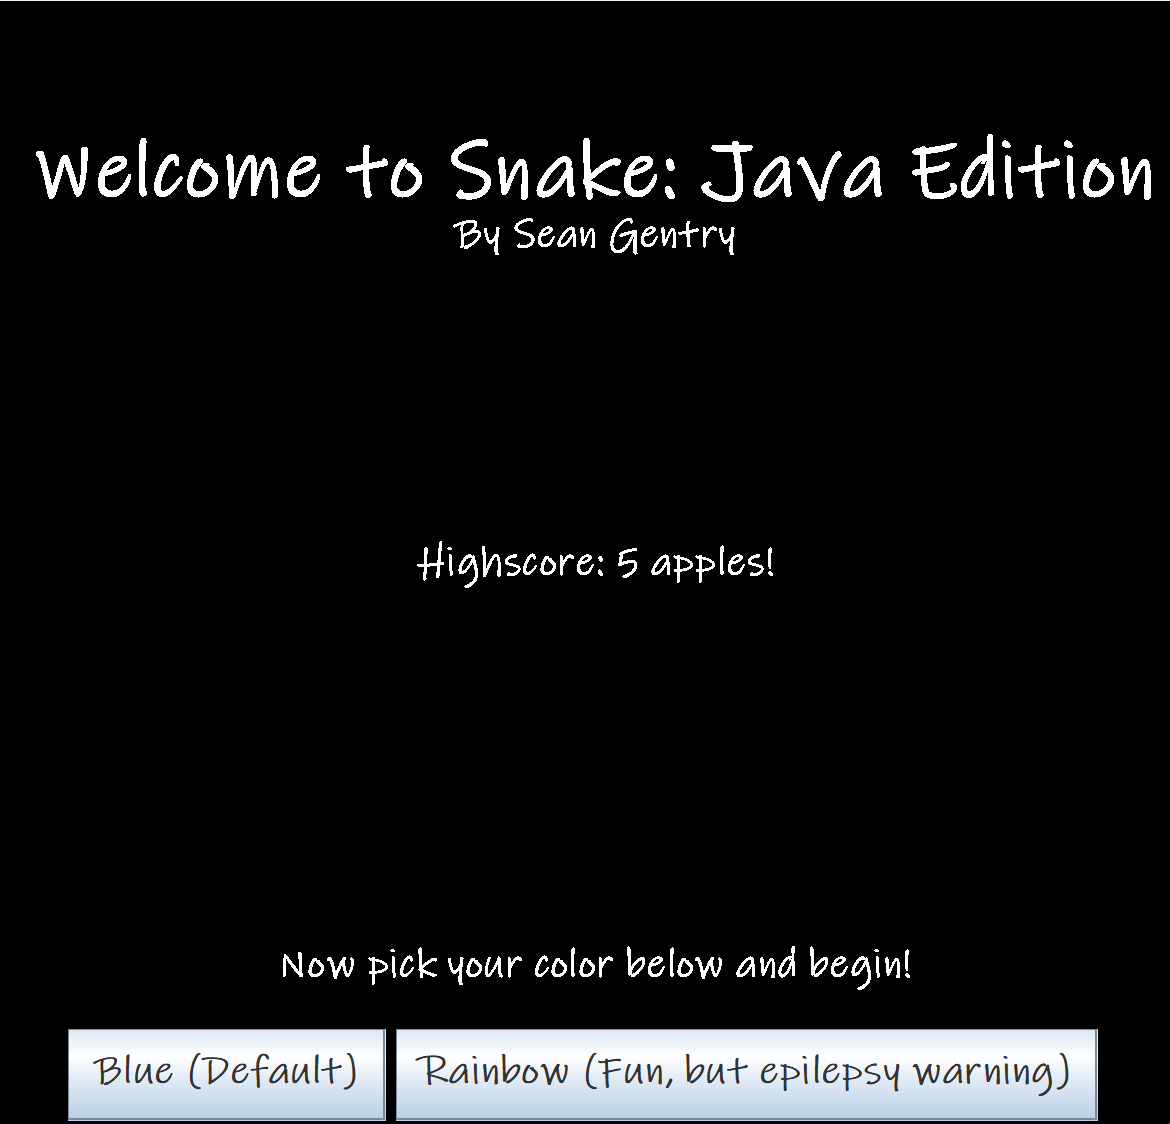 Welcome to Snake: Java Edition
By Sean Gentry
Highscore: 5 apples!
Now pick your color below and begin!
Blue (Default)
Rainbow (Fun, but epilepsy warning)